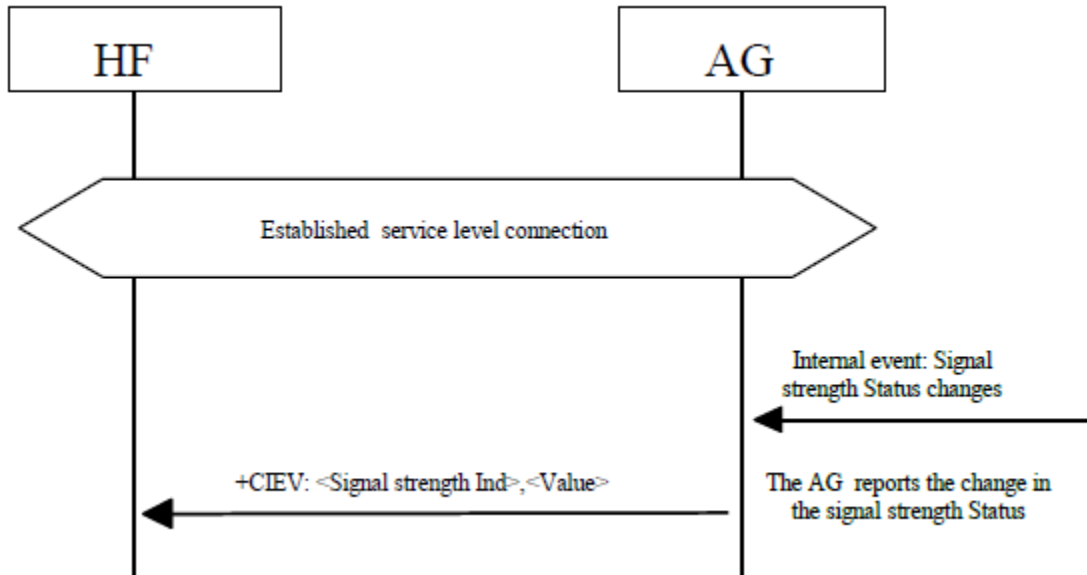 HF
AG
Established service level connection
Internal event: Signal
strength Status changes
+CIEV: <Signal strength Ind>,<Value>
The AG reports the change in
the signal strength Status